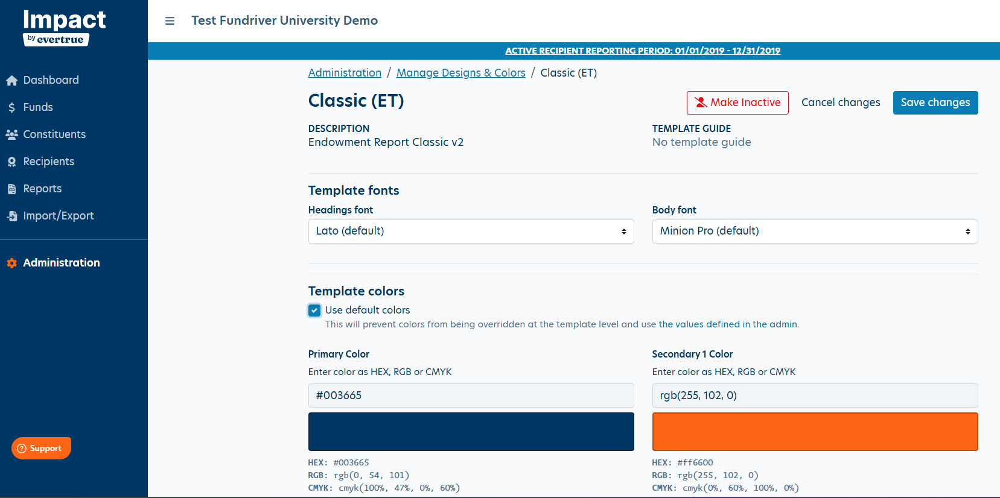 Impact
by evertrue
Test Fundriver University Demo
ACTIVE RECIPIENT REPORTING PERIOD: 01/01/2019 - 12/31/2019
Dashboard
Funds
Constituents
Recipients
Reports
Import/Export
Administration
Support
Administration / Manage Designs & Colors / Classic (ET)
Classic (ET)
Make Inactive
Cancel changes
Save changes
DESCRIPTION
Endowment Report Classic v2
TEMPLATE GUIDE
No template guide
Template fonts
Headings font
Lato (default)
Body font
Minion Pro (default)
Template colors
Use default colors
This will prevent colors from being overridden at the template level and use the values defined in the admin.
Primary Color
Enter color as HEX, RGB or CMYK
#003665
HEX: #003665
RGB: rgb(0, 54, 101)
CMYK: cmyk(100%, 47%, 0%, 60%)
Secondary 1 Color
Enter color as HEX, RGB or CMYK
rgb(255, 102, 0)
HEX: #ff6600
RGB: rgb(255, 102, 0)
CMYK: cmyk(0%, 60%, 100%, 0%)